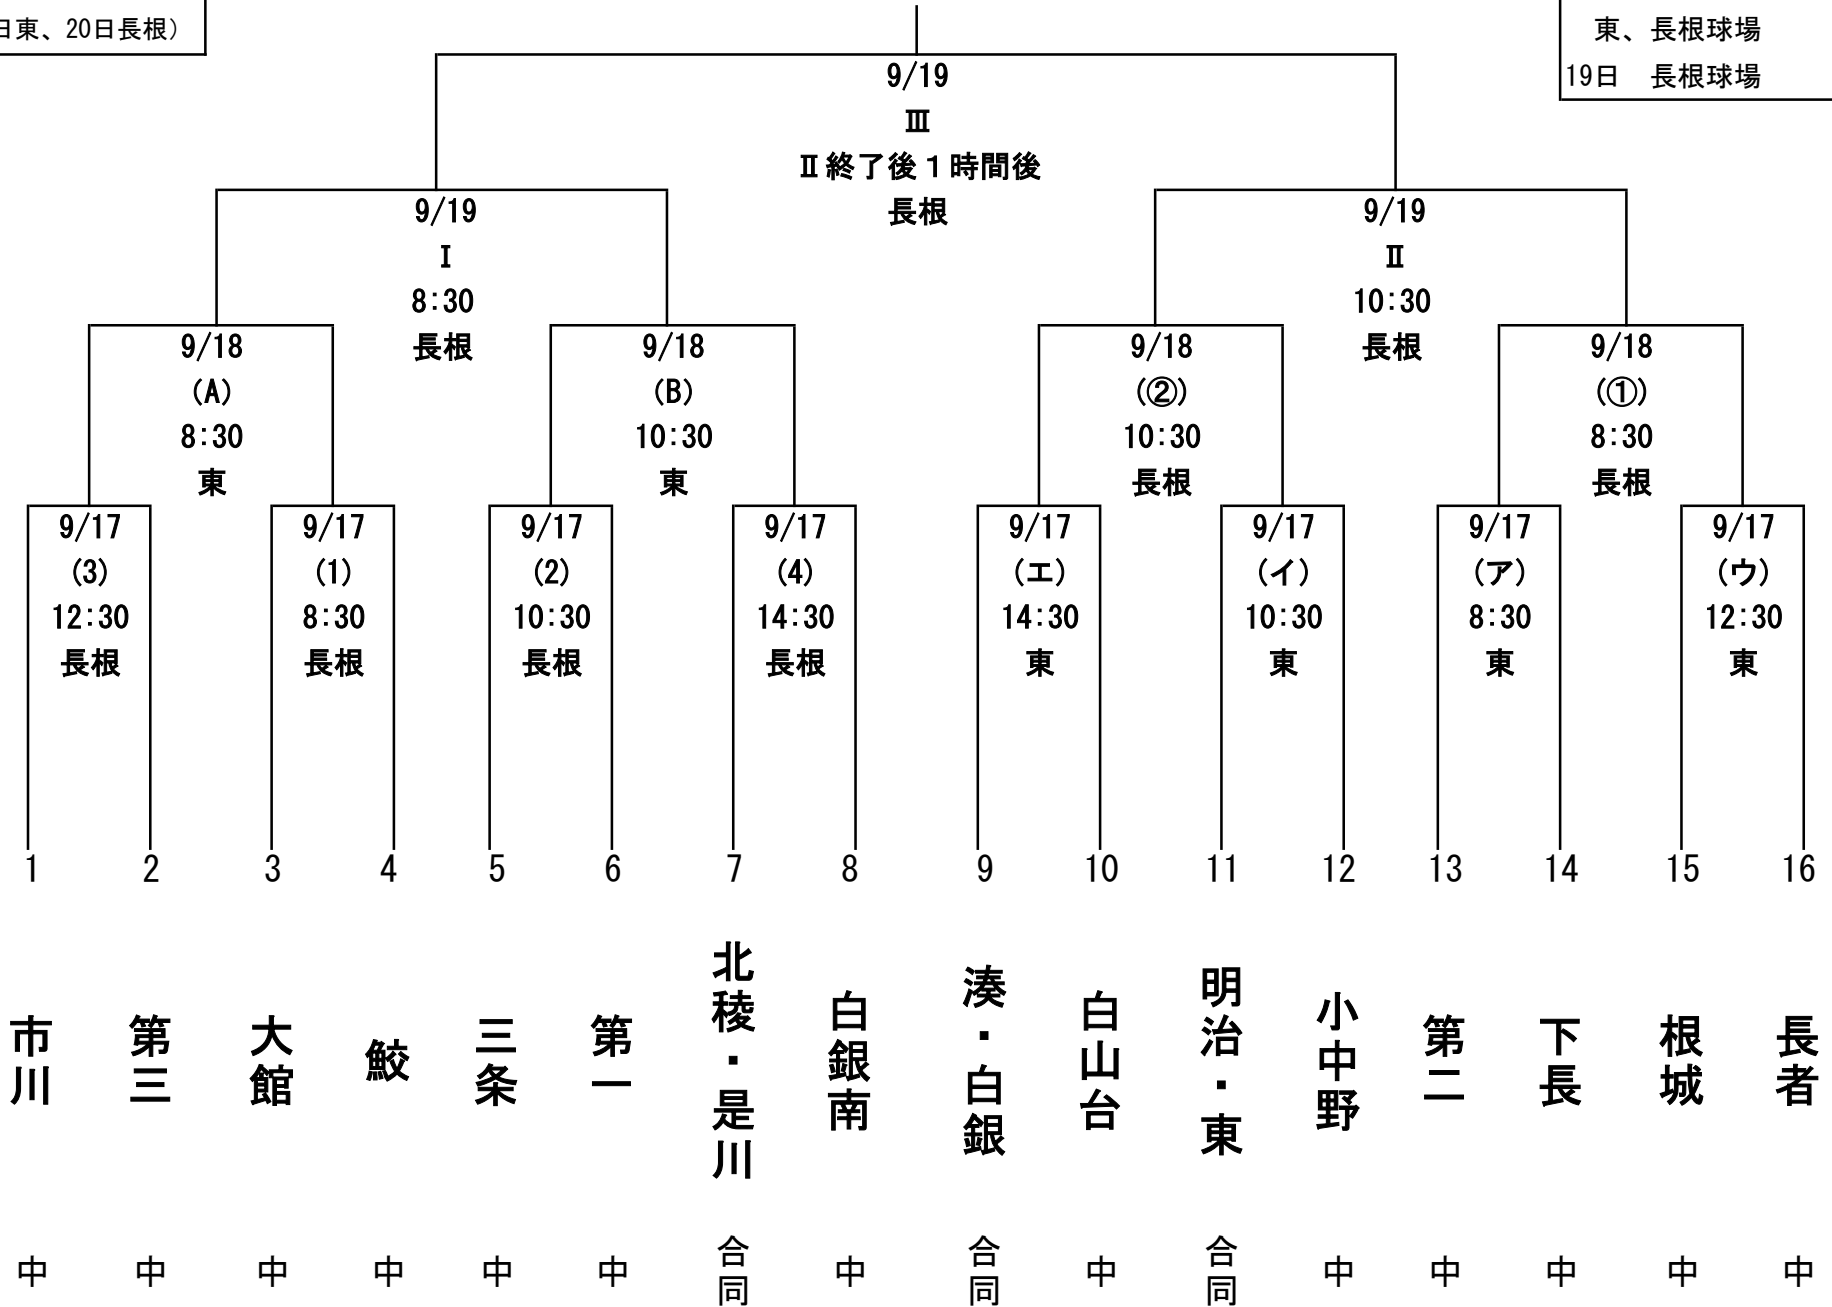 日東、20日長根）
東、長根球場
19日　長根球場
9/19
Ⅲ
Ⅱ終了後１時間後
長根
9/19
Ⅰ
8:30
長根
9/19
Ⅱ
10:30
長根
9/18
(A)
8:30
東
9/18
(B)
10:30
東
9/18
(②)
10:30
長根
9/18
(①)
8:30
長根
9/17
(3)
12:30
長根
9/17
(1)
8:30
長根
9/17
(2)
10:30
長根
9/17
(4)
14:30
長根
9/17
(エ)
14:30
東
9/17
(イ)
10:30
東
9/17
(ア)
8:30
東
9/17
(ウ)
12:30
東
1 2 3 4 5 6 7 8 9 10 11 12 13 14 15 16
市川
第三
大館
鮫
三条
第一
北稜・是川
白銀南
湊・白銀
白山台
明治・東
小中野
第二
下長
根城
長者
中 中 中 中 中 中 合同 中 合同 中 合同 中 中 中 中 中